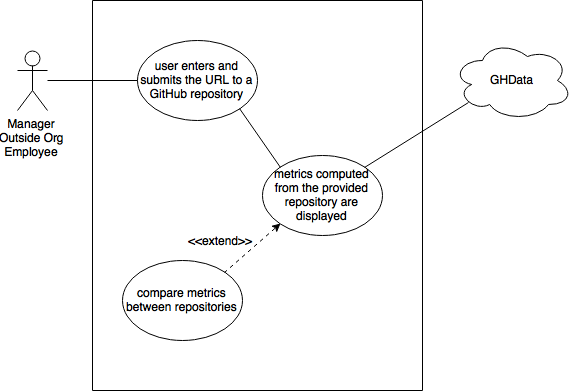 user enters and
submits the URL to a
GitHub repository
GHData
Manager
Outside Org
Employee
metrics computed
from the provided
repository are
displayed
<<extend>>
compare metrics
between repositories